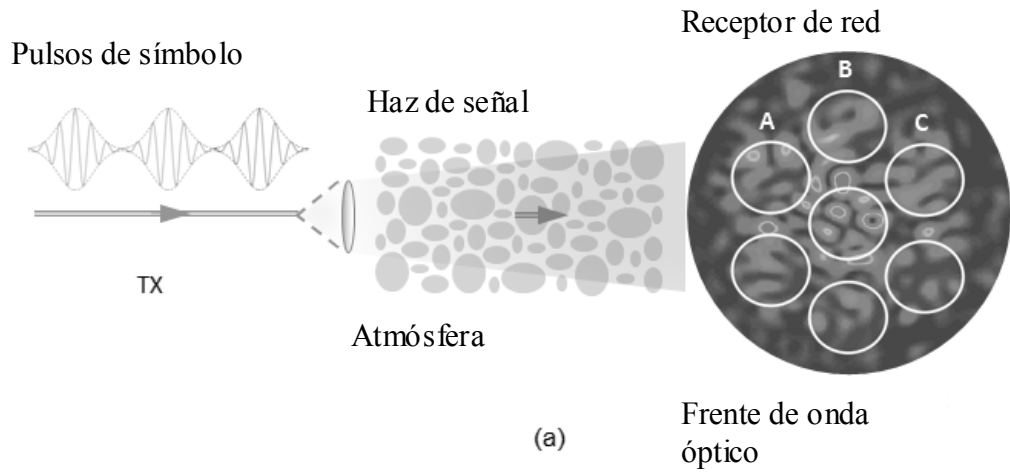 Receptor de red
Pulsos de símbolo
Haz de señal
B
A
C
TX
Atmósfera
Frente de onda
óptico
(a)